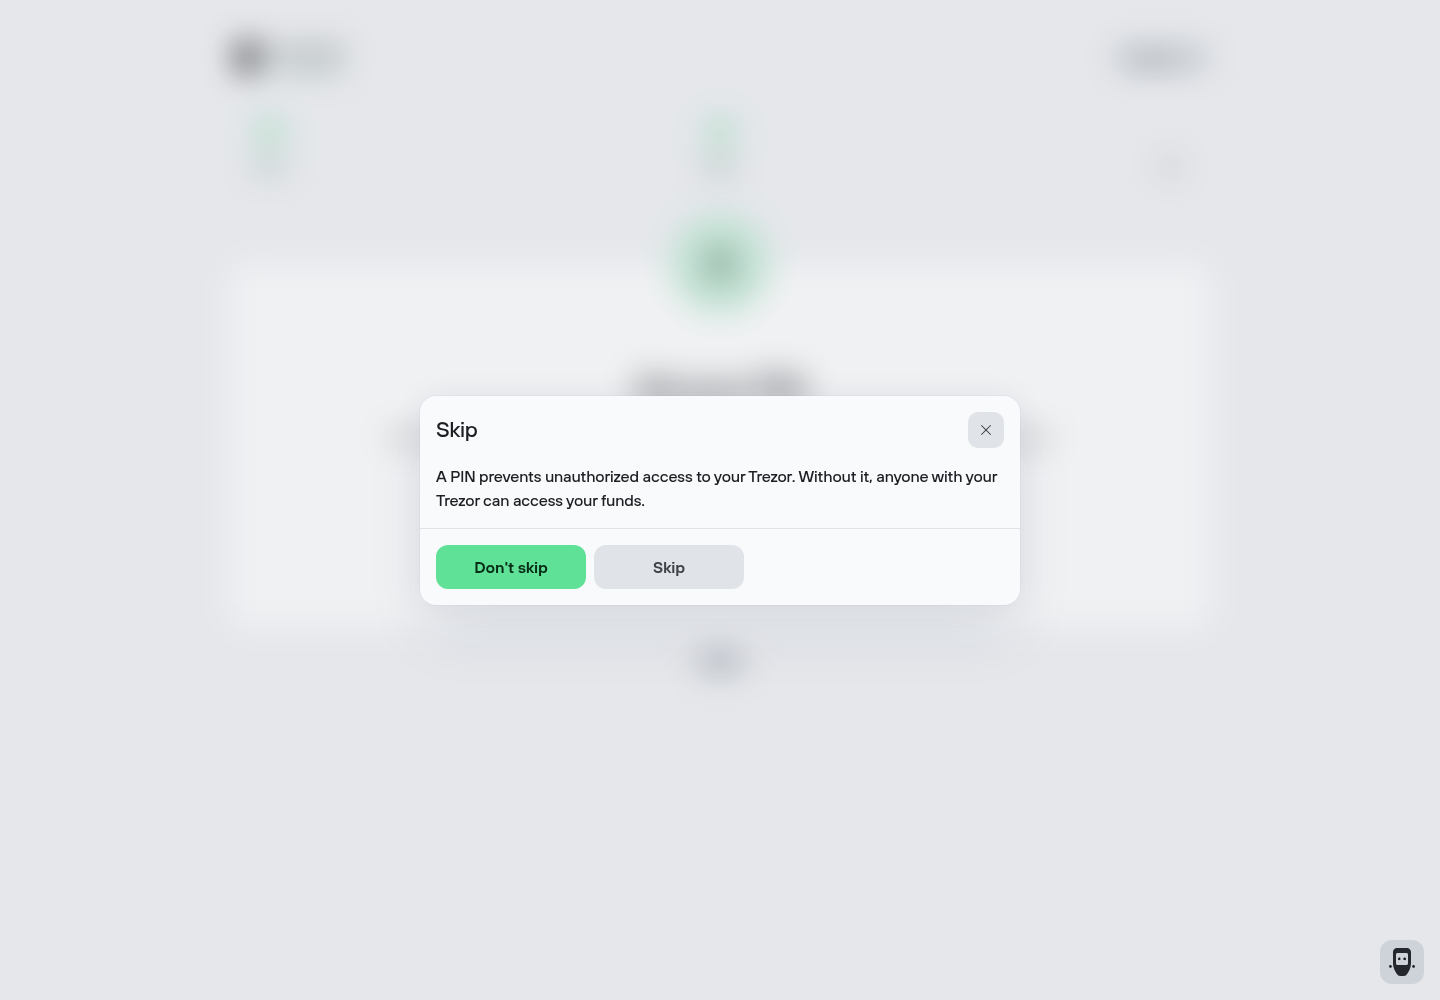 Skip
A PIN prevents unauthorized access to your Trezor. Without it, anyone with your
Trezor can access your funds.
Don't skip
Skip